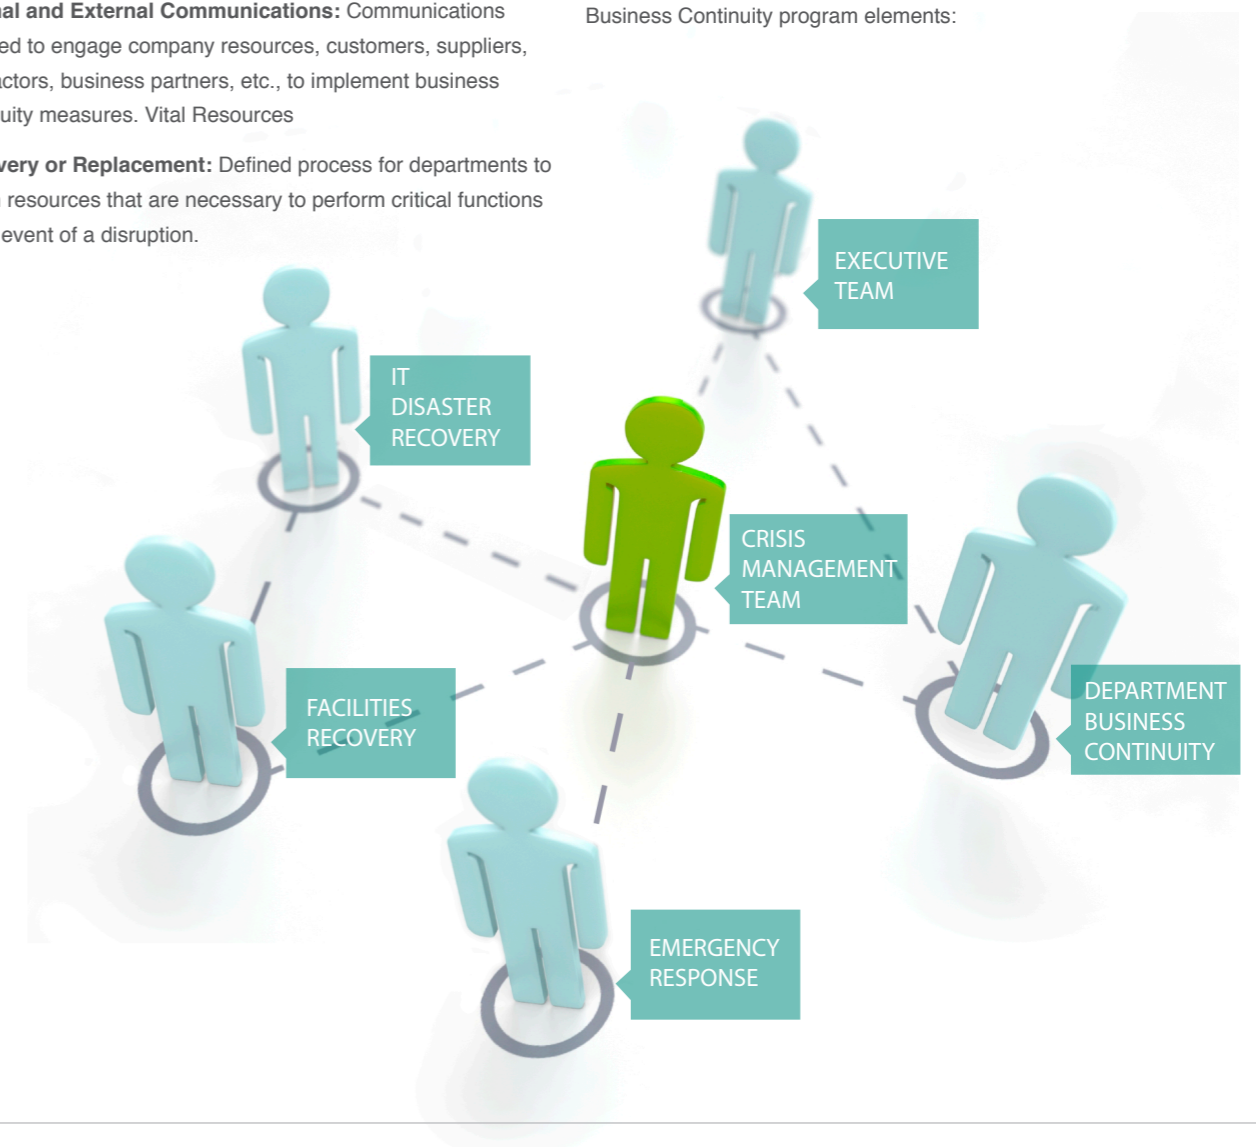 nal and External Communications: Communications
ed to engage company resources, customers, suppliers,
actors, business partners, etc., to implement business
uity measures. Vital Resources
very or Replacement: Defined process for departments to
resources that are necessary to perform critical functions
event of a disruption.
Business Continuity program elements:
EXECUTIVE
TEAM
IT
DISASTER
RECOVERY
CRISIS
MANAGEMENT
TEAM
FACILITIES
RECOVERY
DEPARTMENT
BUSINESS
CONTINUITY
EMERGENCY
RESPONSE